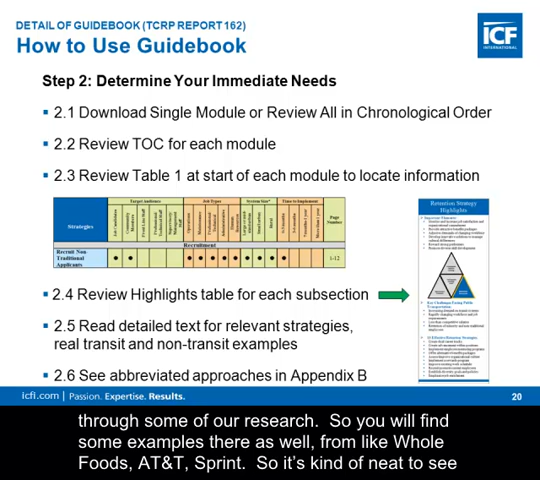 DETAIL OF GUIDEBOOK (TCRP REPORT 162)
How to Use Guidebook
ICF
INTERNATIONAL
Step 2: Determine Your Immediate Needs
2.1 Download Single Module or Review All in Chronological Order
2.2 Review TOC for each module
2.3 Review Table 1 at start of each module to locate information
Strategies
Target Audience
Job Types
System Size*
Time to Implement
Page Number
Recruitment
Recruit Non-
Traditional
Applicants
1-12
Retention Strategy
Highlights
2.4 Review Highlights table for each subsection
2.5 Read detailed text for relevant strategies,
real transit and non-transit examples
2.6 See abbreviated approaches in Appendix B
icfi.com | Passion. Expertise. Results.
20
through some of our research. So you will find
some examples there as well, from like Whole
Foods, AT&T, Sprint. So it's kind of neat to see